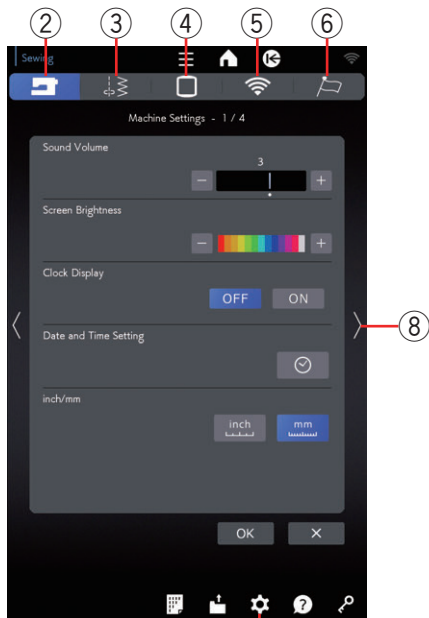 ② ③ ④ ⑤ ⑥
Sewing
Machine Settings - 1 / 4
Sound Volume
3
− +
Screen Brightness
− +
Clock Display
OFF ON
⑧
Date and Time Setting
inch/mm
inch mm
OK ×
?